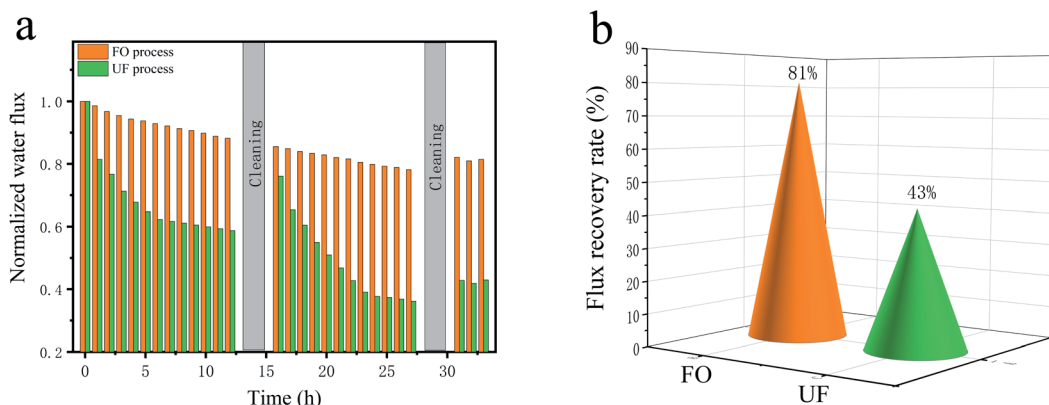 a
FO process
UF process
Normalized water flux
1.0
0.8
0.6
0.4
0.2
Cleaning
Cleaning
0
5
10
15
20
25
30
Time (h)
b
Flux recovery rate (%)
90
80
70
60
50
40
30
20
10
0
81%
43%
FO
UF